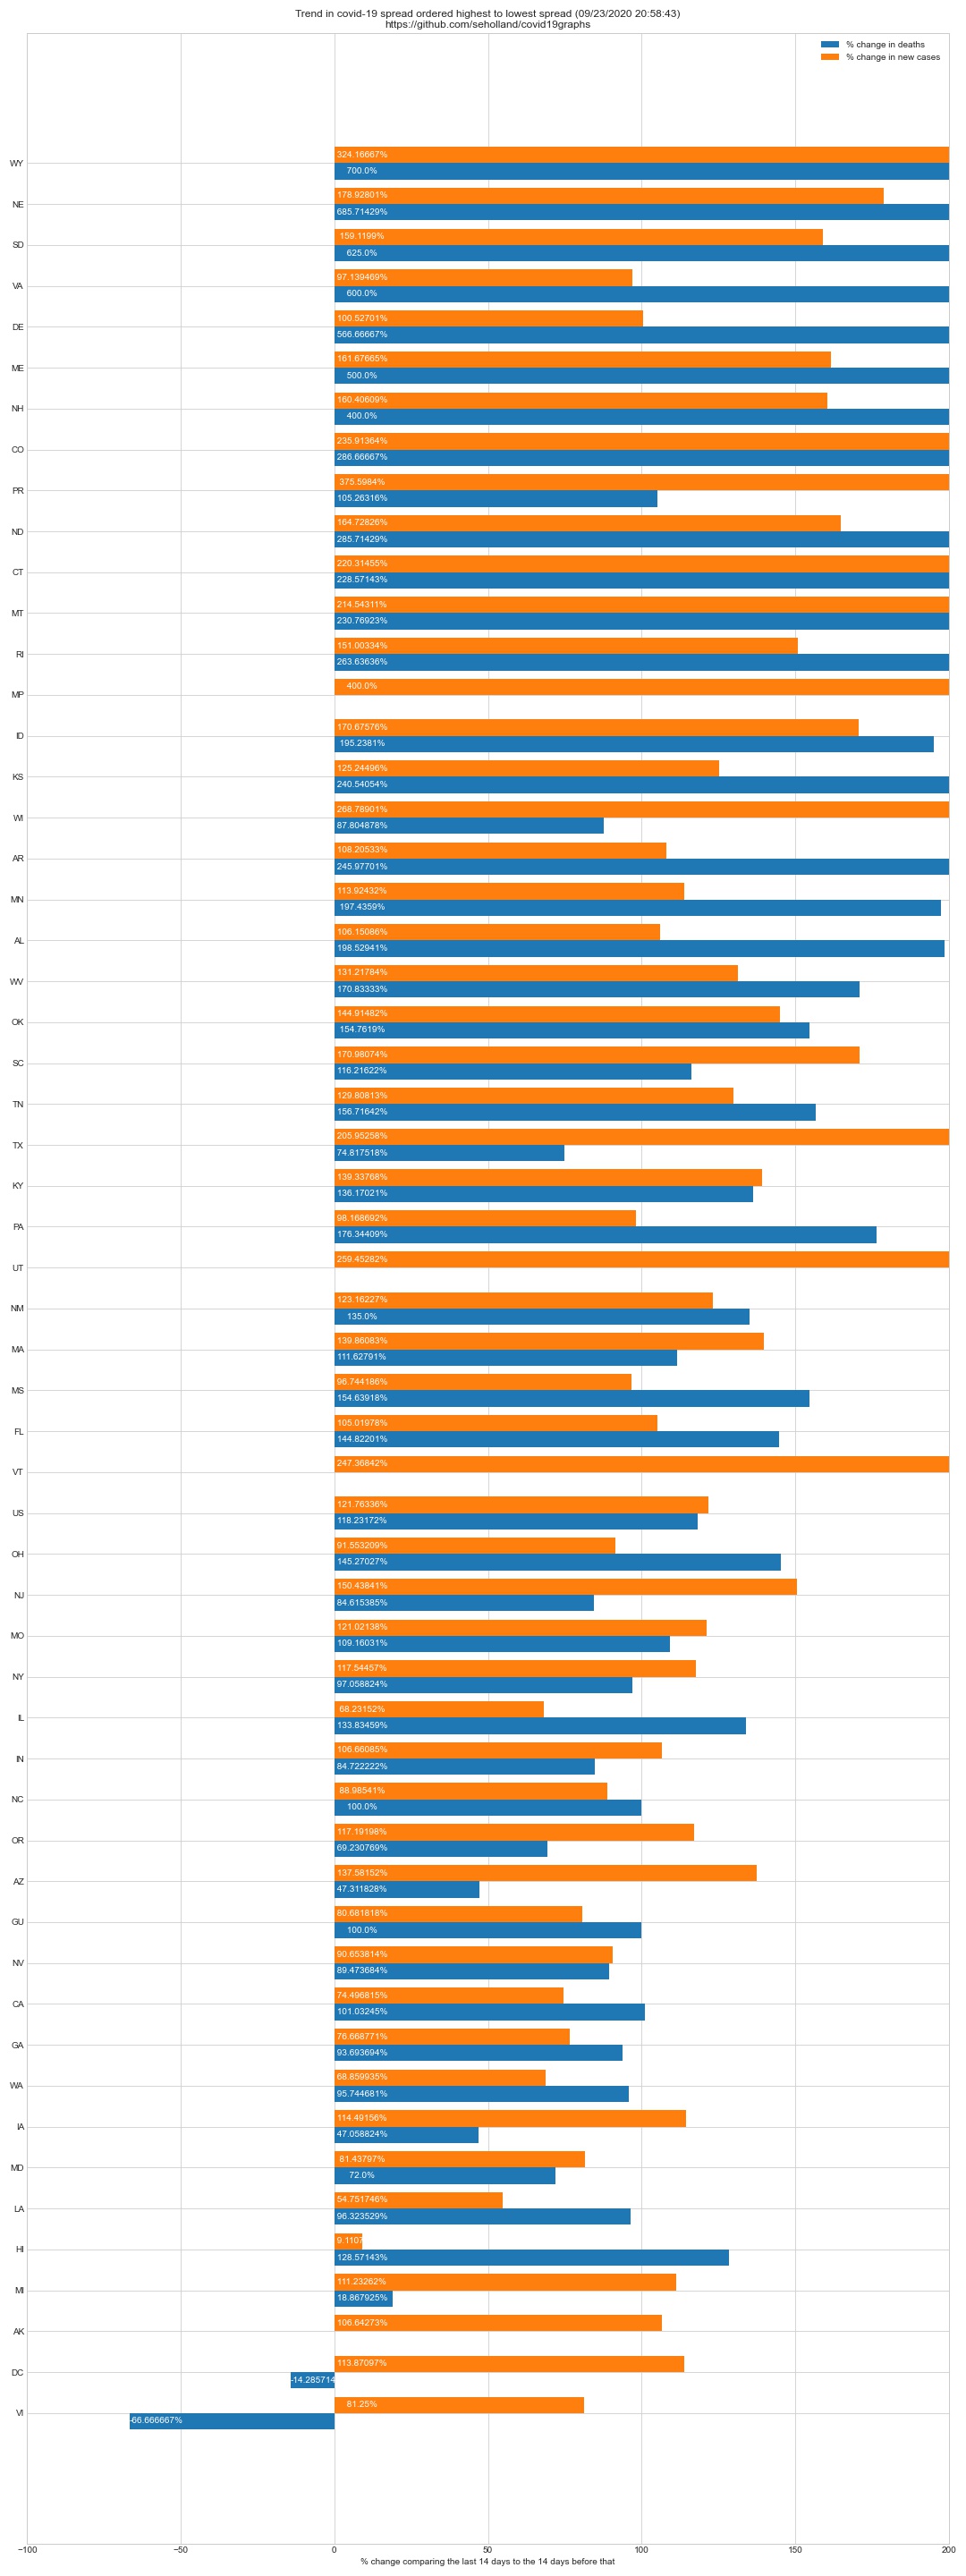 Trend in covid-19 spread ordered highest to lowest spread (09/23/2020 20:58:43)
https://github.com/seholland/covid19graphs
% change in deaths
% change in new cases
324.16667%
WY
700.0%
178.92801%
NE
685.71429%
159.1199%
SD
625.0%
97.139469%
VA
600.0%
100.52701%
DE
566.66667%
161.67665%
ME
500.0%
160.40609%
NH
400.0%
235.91364%
CO
286.66667%
375.5984%
PR
105.26316%
164.72826%
ND
285.71429%
220.31455%
CT
228.57143%
214.54311%
MT
230.76923%
151.00334%
RI
263.63636%
400.0%
MP
170.67576%
ID
195.2381%
125.24496%
KS
240.54054%
268.78901%
WI
87.804878%
108.20533%
AR
245.97701%
113.92432%
MN
197.4359%
106.15086%
AL
198.52941%
131.21784%
WV
170.83333%
144.91482%
OK
154.7619%
170.98074%
SC
116.21622%
129.80813%
TN
156.71642%
205.95258%
TX
74.817518%
139.33768%
KY
136.17021%
98.168692%
PA
176.34409%
259.45282%
UT
123.16227%
NM
135.0%
139.86083%
MA
111.62791%
96.744186%
MS
154.63918%
105.01978%
FL
144.82201%
247.36842%
VT
121.76336%
US
118.23172%
91.553209%
OH
145.27027%
150.43841%
NJ
84.615385%
121.02138%
MO
109.16031%
117.54457%
NY
97.058824%
68.23152%
IL
133.83459%
106.66085%
IN
84.722222%
88.98541%
NC
100.0%
117.19198%
OR
69.230769%
137.58152%
AZ
47.311828%
80.681818%
GU
100.0%
90.653814%
NV
89.473684%
74.496815%
CA
101.03245%
76.668771%
GA
93.693694%
68.859935%
WA
95.744681%
114.49156%
IA
47.058824%
81.43797%
MD
72.0%
54.751746%
LA
96.323529%
9.1107
HI
128.57143%
111.23262%
MI
18.867925%
106.64273%
AK
113.87097%
DC
-14.285714
81.25%
VI
-66.666667%
−100 −50 0 50 100 150 200
% change comparing the last 14 days to the 14 days before that